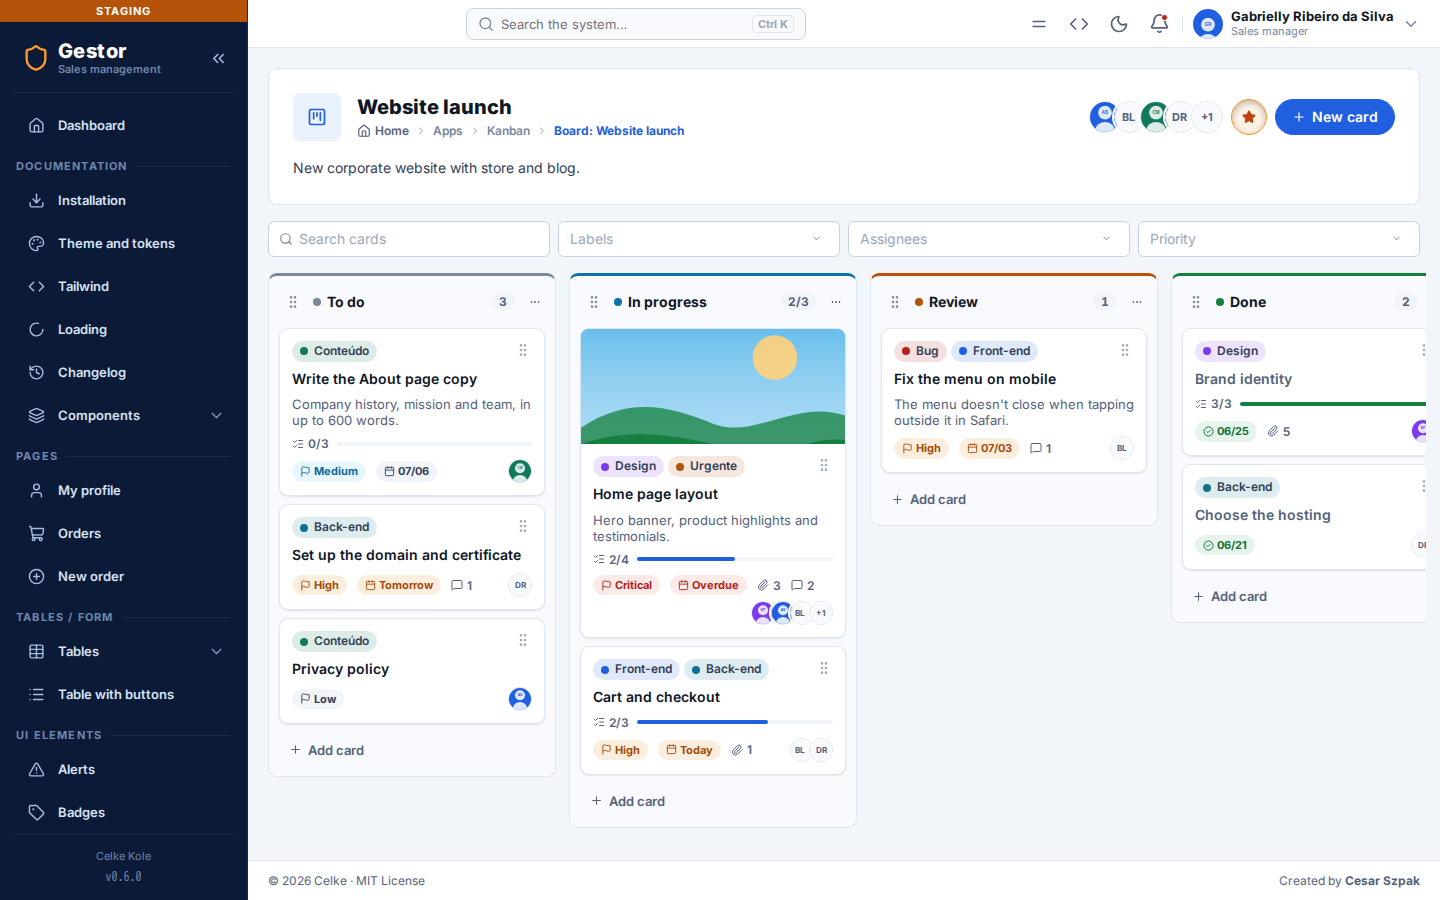 STAGING
Gestor
Sales management
Dashboard
DOCUMENTATION
Installation
Theme and tokens
Tailwind
Loading
Changelog
Components
PAGES
My profile
Orders
New order
TABLES / FORM
Tables
Table with buttons
UI ELEMENTS
Alerts
Badges
Celke Kole
v0.6.0
Search the system...
Ctrl K
GR
Gabrielly Ribeiro da Silva
Sales manager
Website launch
Home
Apps
Kanban
Board: Website launch
AS
BL
CM
DR
+1
New card
New corporate website with store and blog.
Search cards
Labels
Assignees
Priority
To do
3
Conteúdo
Write the About page copy
Company history, mission and team, in
up to 600 words.
0/3
Medium
07/06
Back-end
Set up the domain and certificate
High
Tomorrow
1
DR
Conteúdo
Privacy policy
Low
Add card
In progress
2/3
Design
Urgente
Home page layout
Hero banner, product highlights and
testimonials.
2/4
Critical
Overdue
3
2
BL
+1
Front-end
Back-end
Cart and checkout
2/3
High
Today
1
BL
DR
Add card
Review
1
Bug
Front-end
Fix the menu on mobile
The menu doesn't close when tapping
outside it in Safari.
High
07/03
1
BL
Add card
Done
2
Design
Brand identity
3/3
06/25
5
Back-end
Choose the hosting
06/21
Add card
© 2026 Celke · MIT License
Created by Cesar Szpak